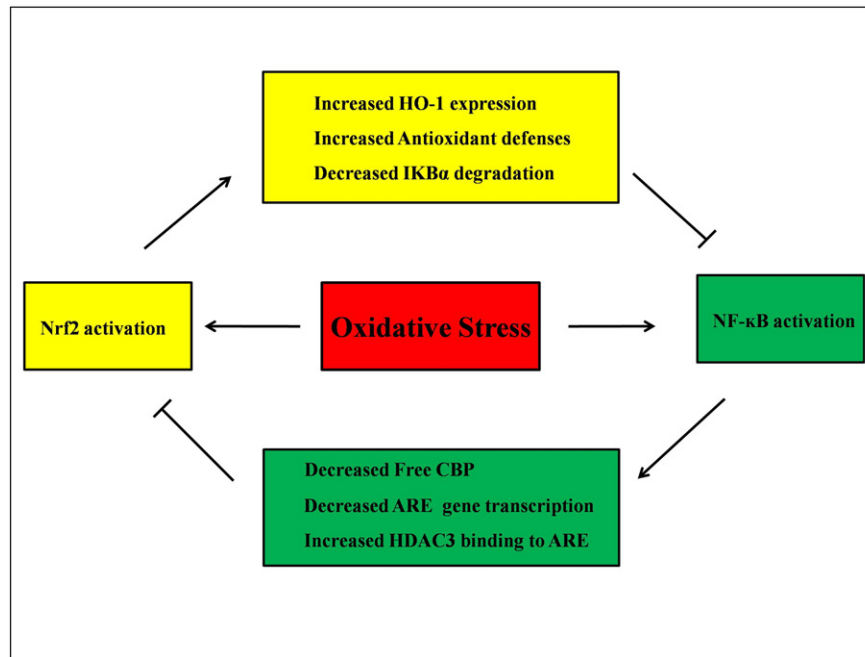 Increased HO-1 expression
Increased Antioxidant defenses
Decreased IKBα degradation
Nrf2 activation
Oxidative Stress
NF-κB activation
Decreased Free CBP
Decreased ARE gene transcription
Increased HDAC3 binding to ARE